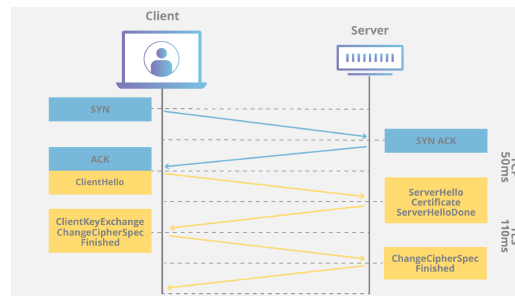 Client
Server
SYN
SYN ACK
ACK
ClientHello
ServerHello
Certificate
ServerHelloDone
ClientKeyExchange
ChangeCipherSpec
Finished
ChangeCipherSpec
Finished
50ms
110ms